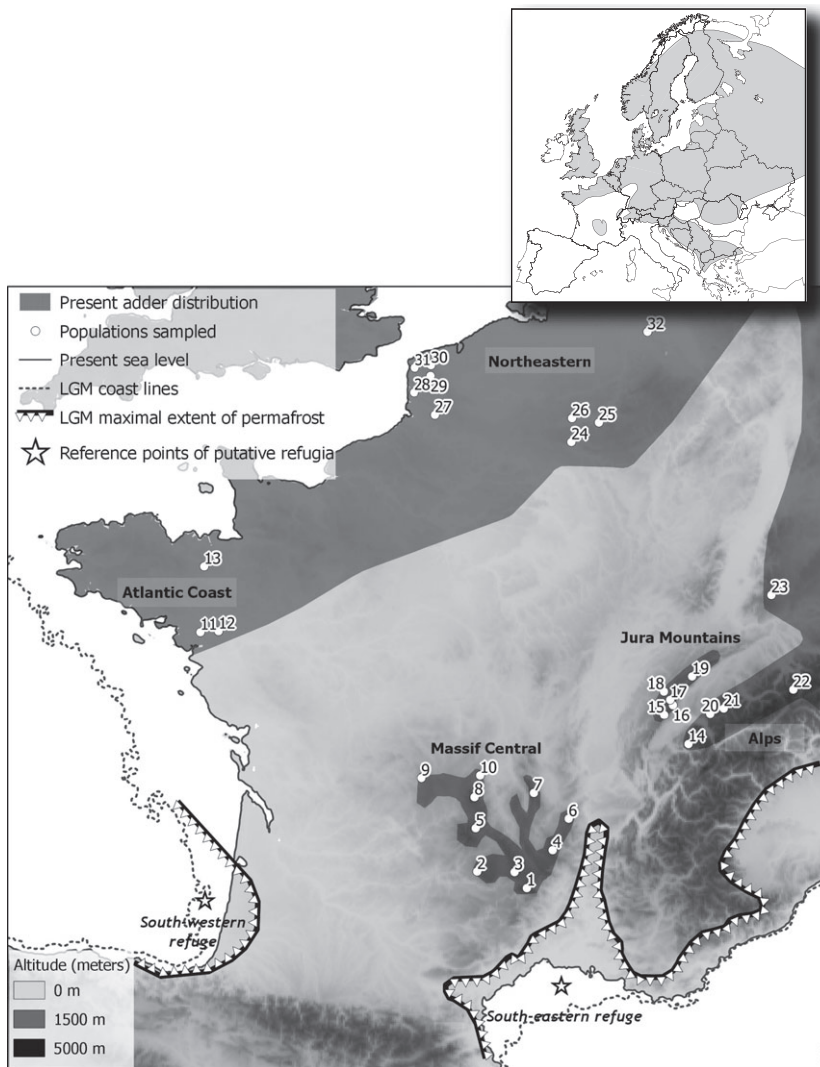 Present adder distribution
Populations sampled
Present sea level
LGM coast lines
LGM maximal extent of permafrost
Reference points of putative refugia
32
Northeastern
31 30
28 29
27
26
25
24
13
Atlantic Coast
11 12
23
Jura Mountains
19
18
17
22
15
16
20
21
14
Alps
Massif Central
9
10
8
7
6
5
4
2
3
1
South-western
refuge
South-eastern refuge
Altitude (meters)
0 m
1500 m
5000 m